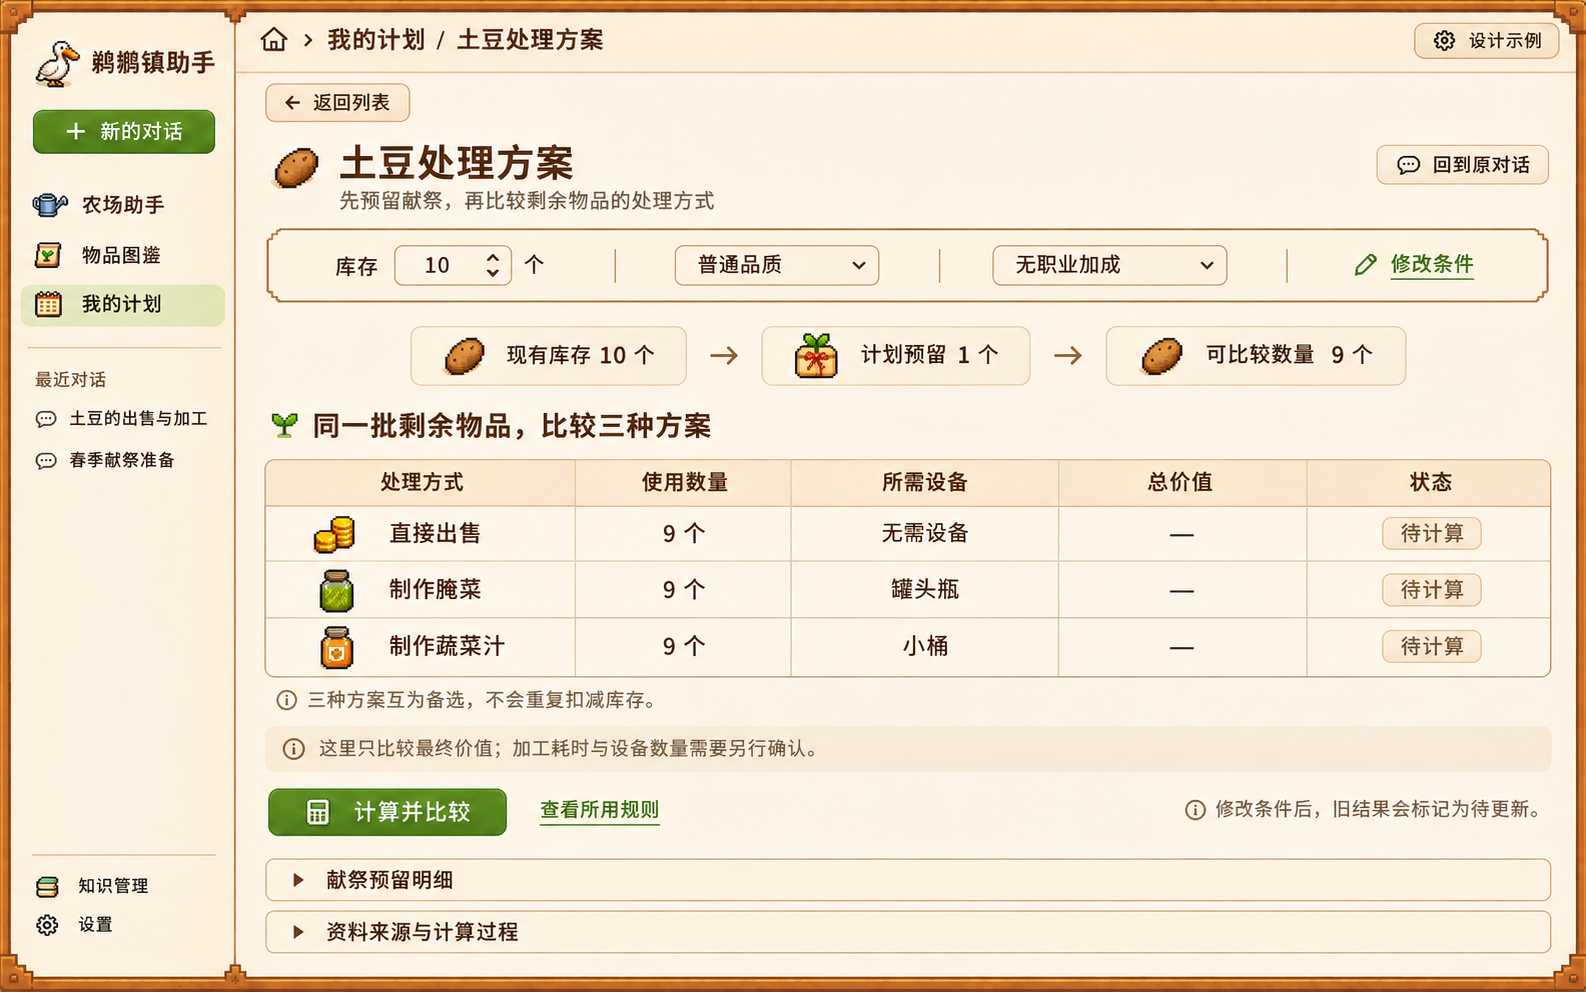 鹈鹕镇助手
新的对话
农场助手
物品图鉴
我的计划
最近对话
土豆的出售与加工
春季献祭准备
知识管理
设置
我的计划 / 土豆处理方案
设计示例
返回列表
土豆处理方案
先预留献祭，再比较剩余物品的处理方式
回到原对话
库存 10 个
普通品质
无职业加成
修改条件
现有库存 10 个 → 计划预留 1 个 → 可比较数量 9 个
同一批剩余物品，比较三种方案
处理方式 使用数量 所需设备 总价值 状态
直接出售 9 个 无需设备 — 待计算
制作腌菜 9 个 罐头瓶 — 待计算
制作蔬菜汁 9 个 小桶 — 待计算
三种方案互为备选，不会重复扣减库存。
这里只比较最终价值；加工耗时与设备数量需要另行确认。
计算并比较
查看所用规则
修改条件后，旧结果会标记为待更新。
献祭预留明细
资料来源与计算过程